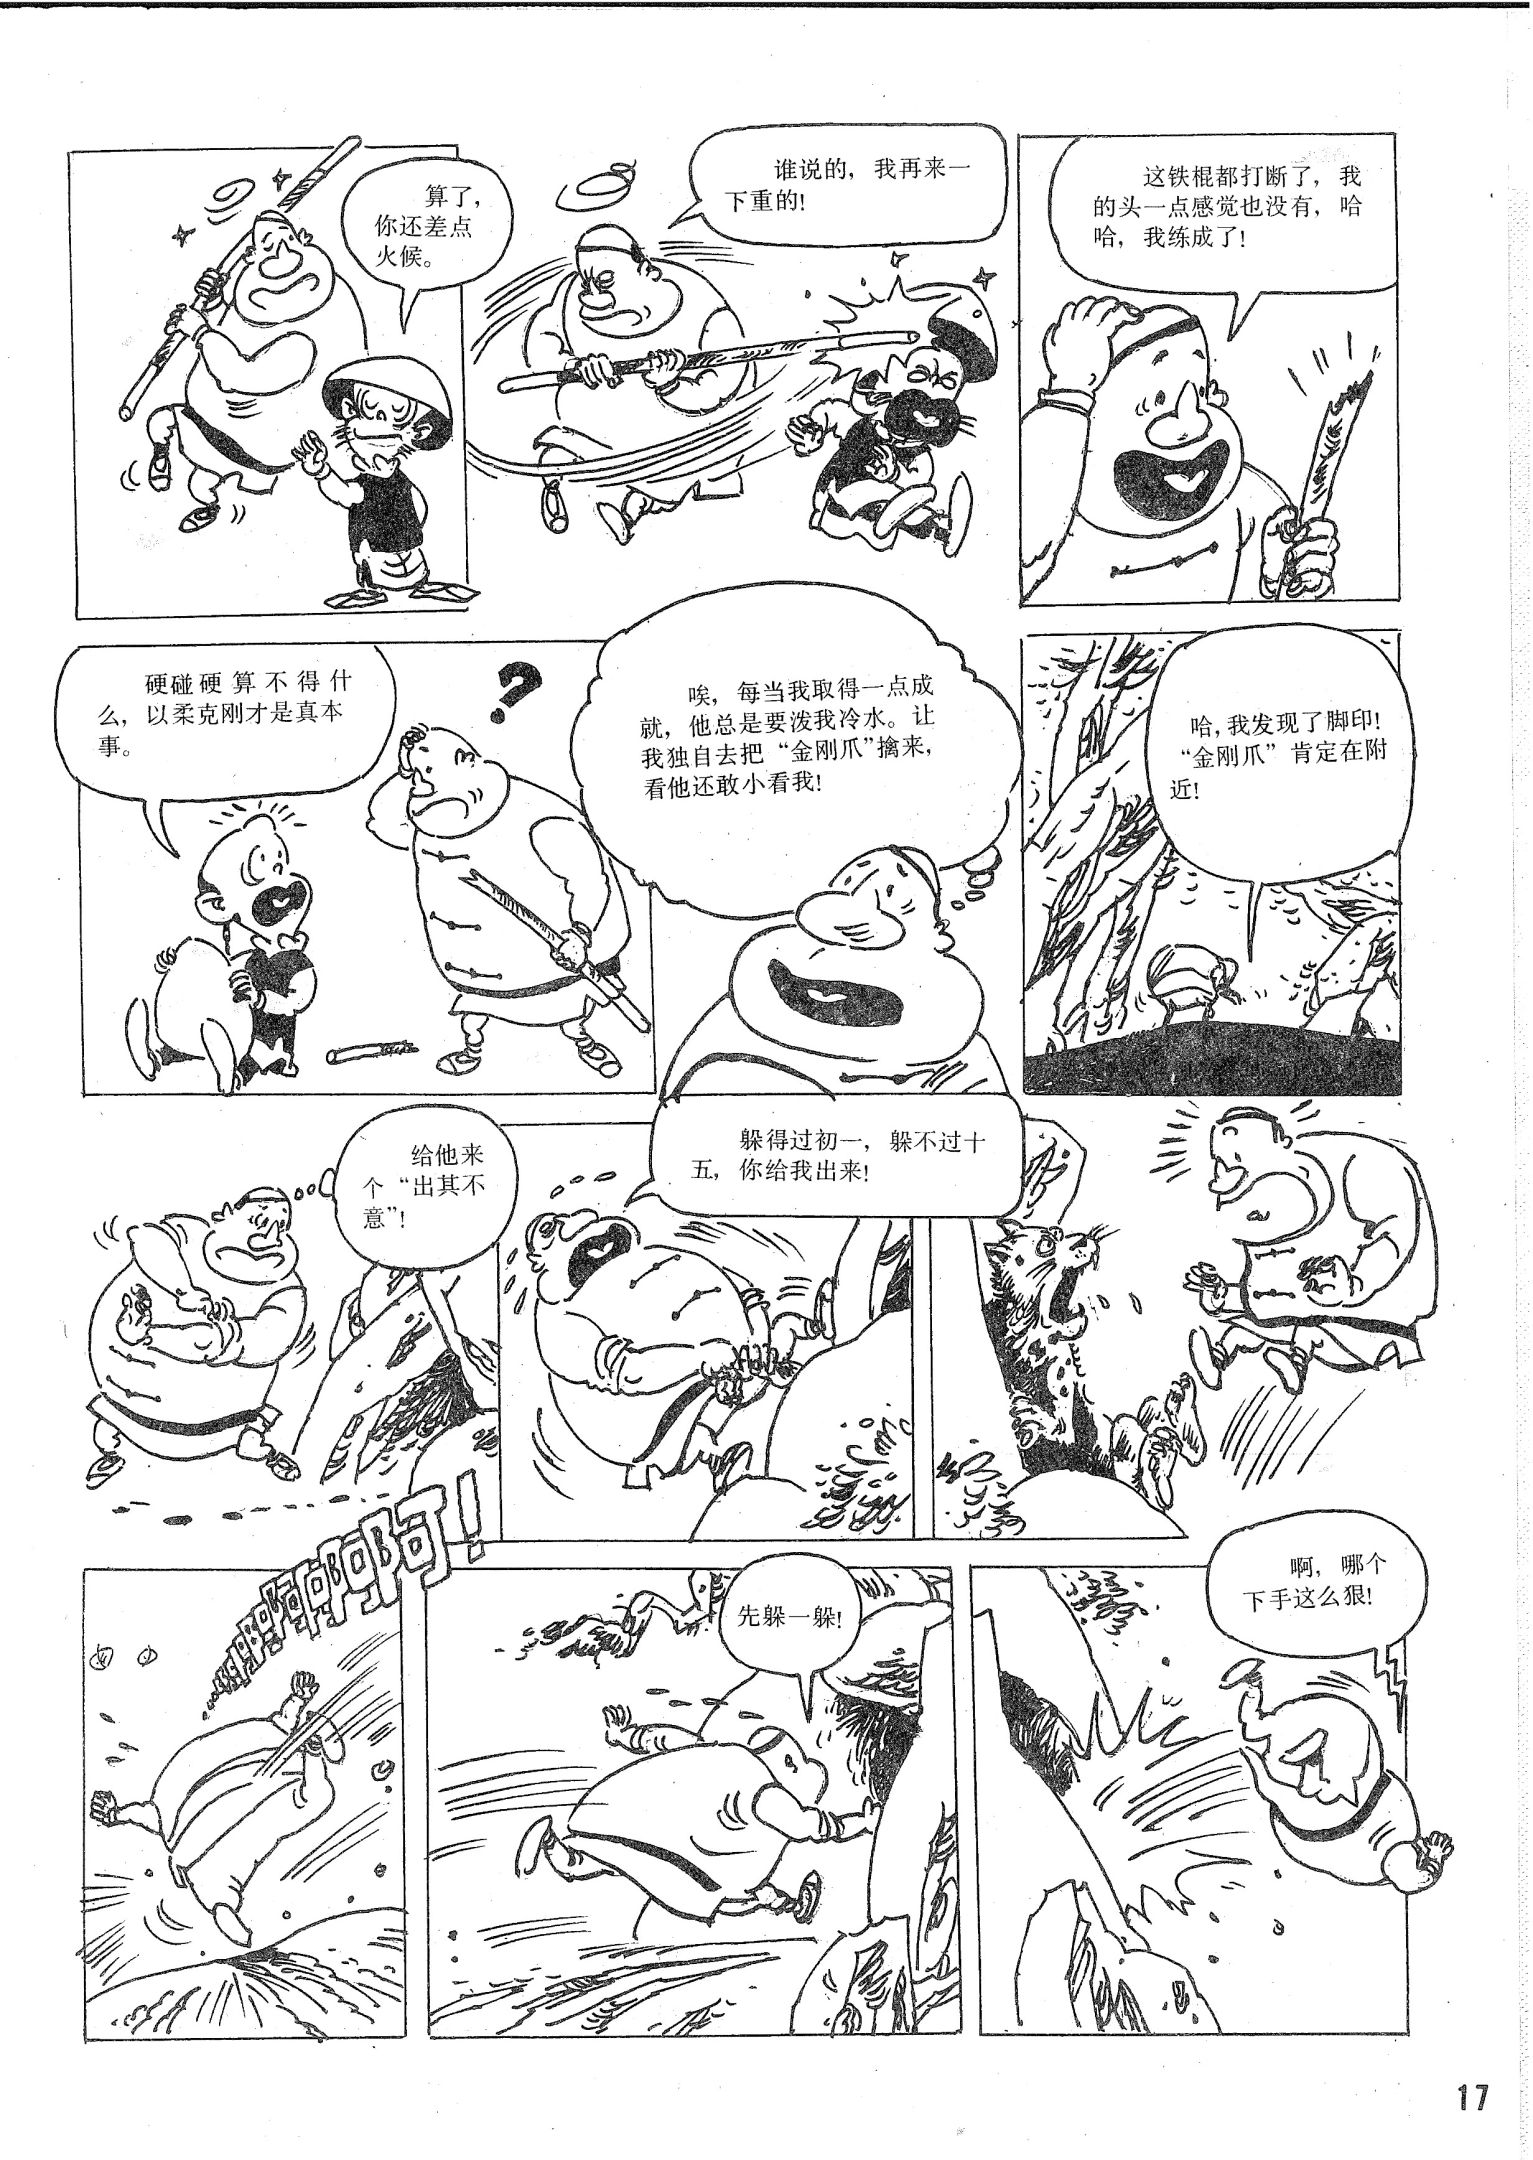 算了，
你还差点
火候。
谁说的，我再来一
下重的！
这铁棍都打断了，我
的头一点感觉也没有，哈
哈，我练成了！
硬碰硬算不得什
么，以柔克刚才是真本
事。
?
唉，每当我取得一点成
就，他总是要泼我冷水。让
我独自去把“金刚爪”擒来，
看他还敢小看我！
哈，我发现了脚印！
“金刚爪”肯定在附
近！
给他来
个“出其不
意”！
躲得过初一，躲不过十
五，你给我出来！
啊啊啊啊啊！
先躲一躲！
啊，哪个
下手这么狠！
17